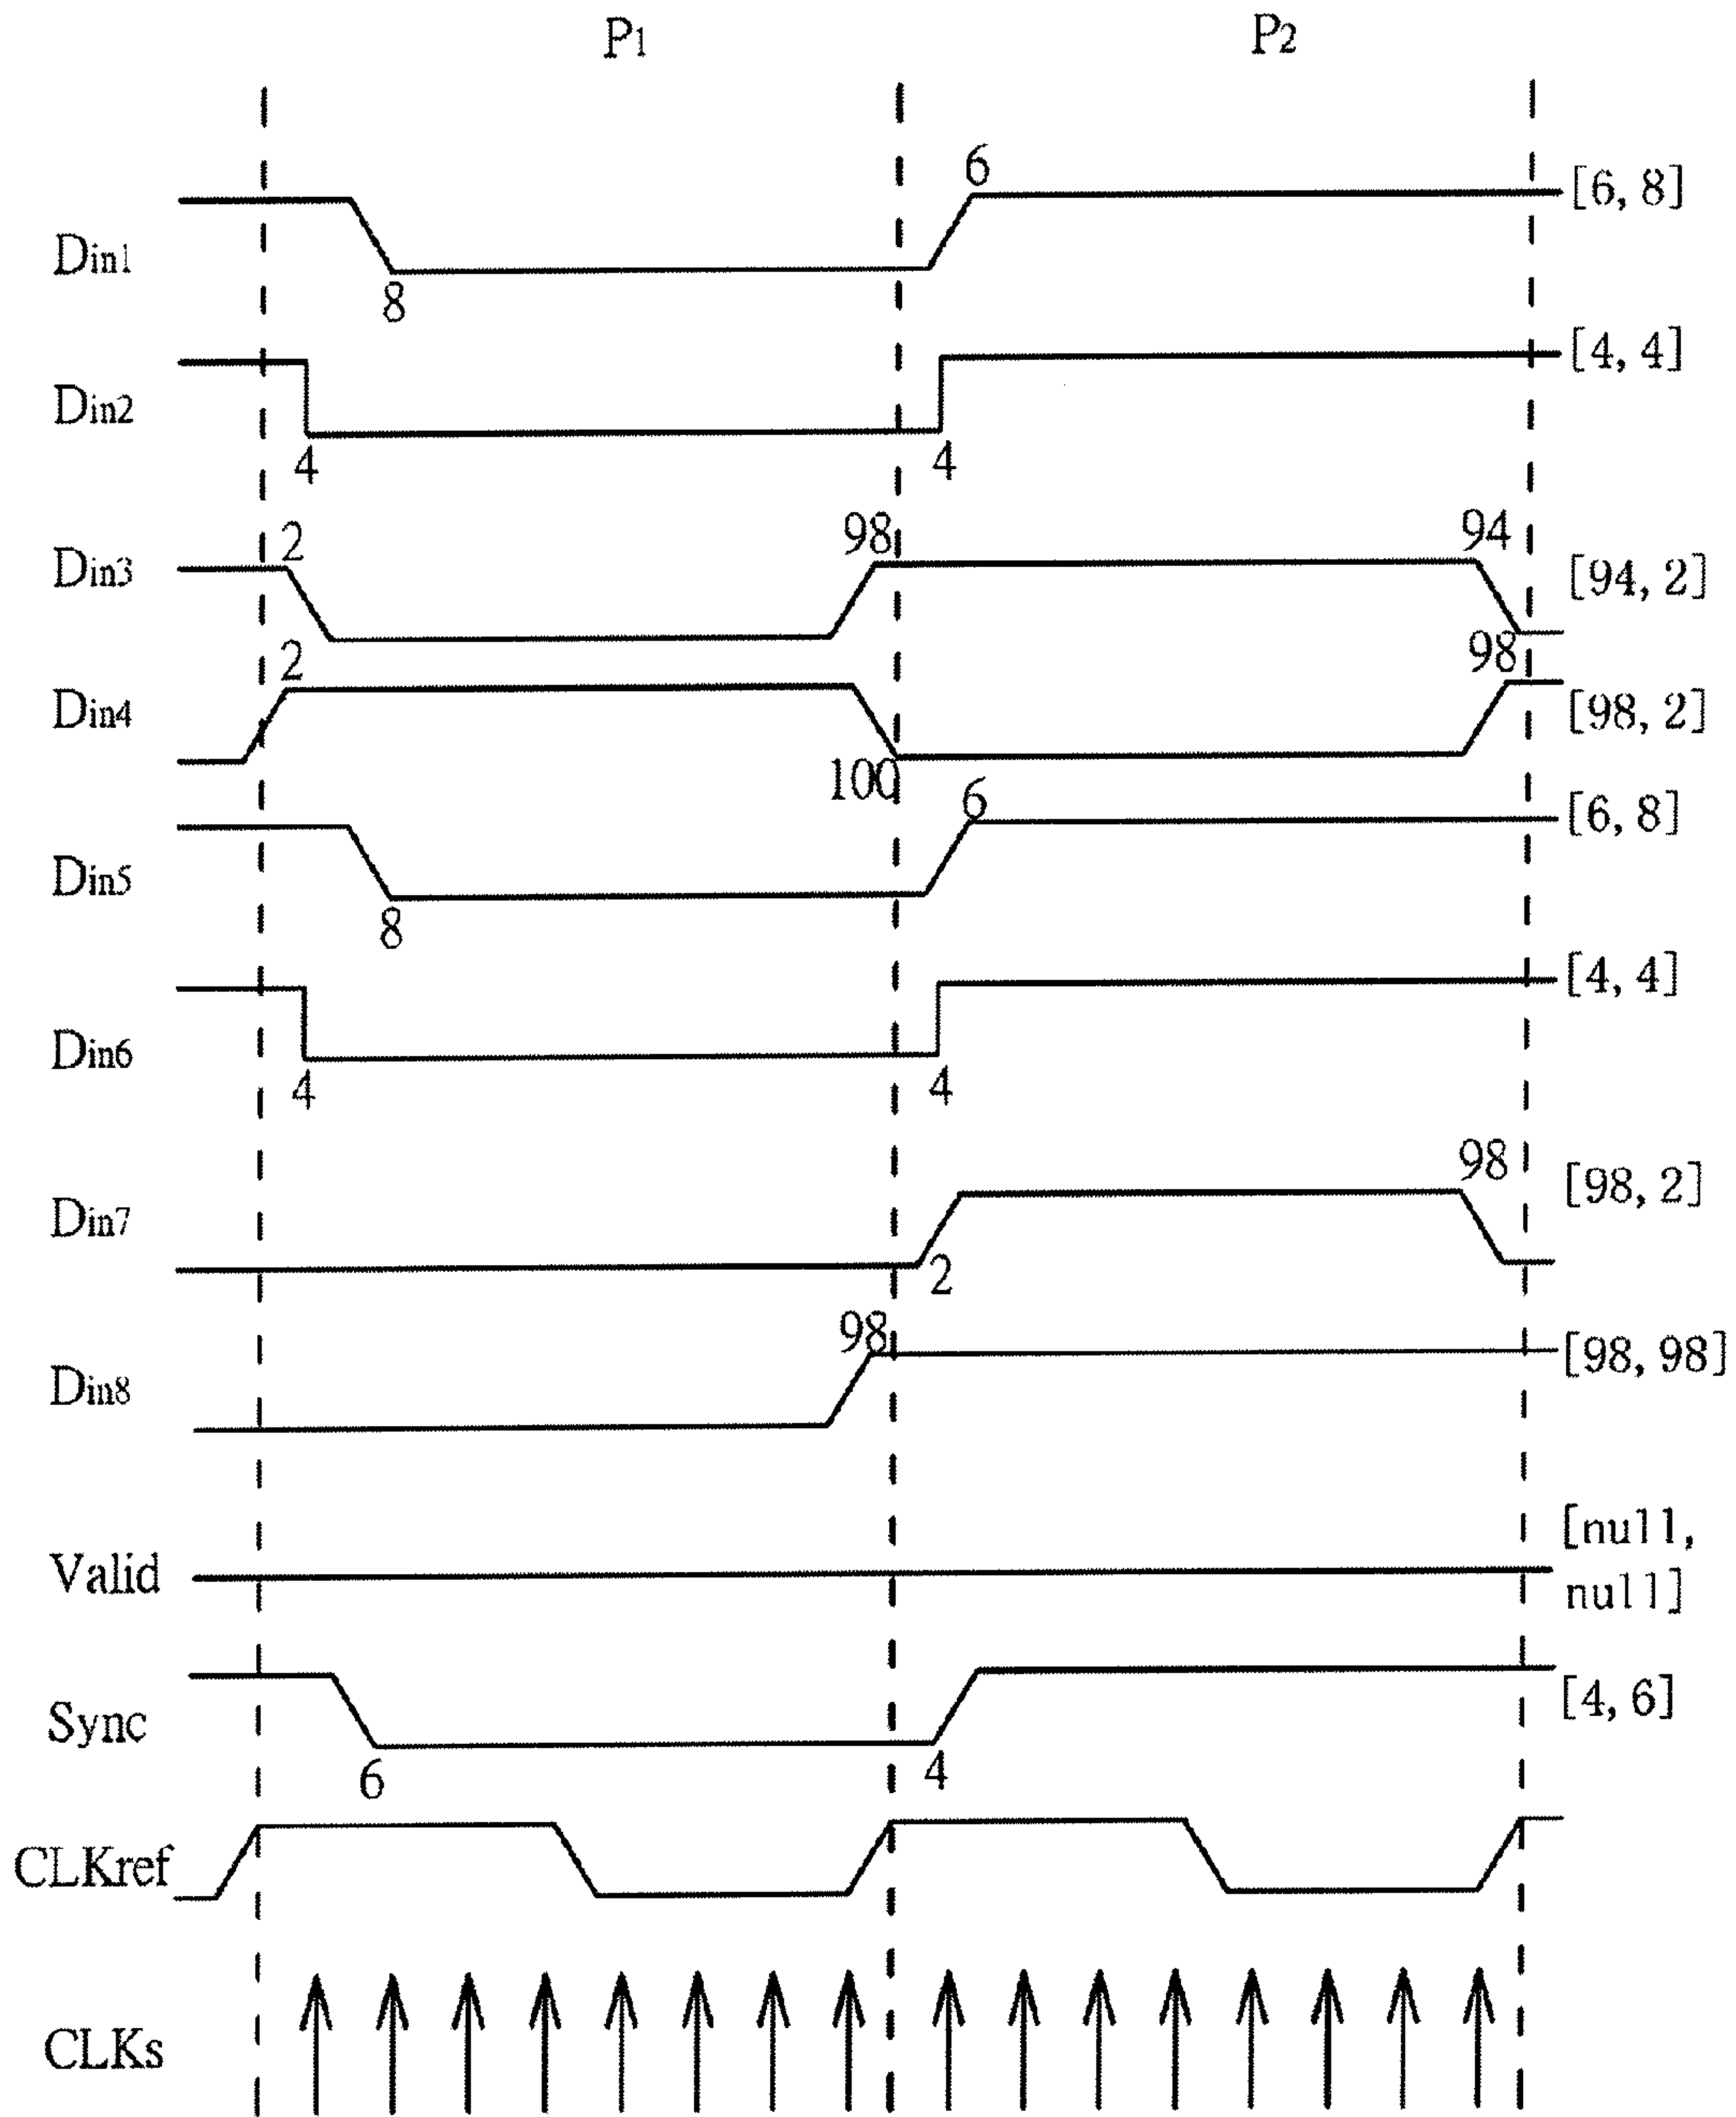 P1 P2
6 [6, 8]
Din1
8
[4, 4]
Din2
4 4
2 98 94
Din3 [94, 2]
2 98
Din4 [98, 2]
100 6
[6, 8]
Din5
8
[4, 4]
Din6
4 4
98 [98, 2]
Din7
2
98 [98, 98]
Din8
[null,
Valid null]
Sync [4, 6]
6 4
CLKref
CLKs